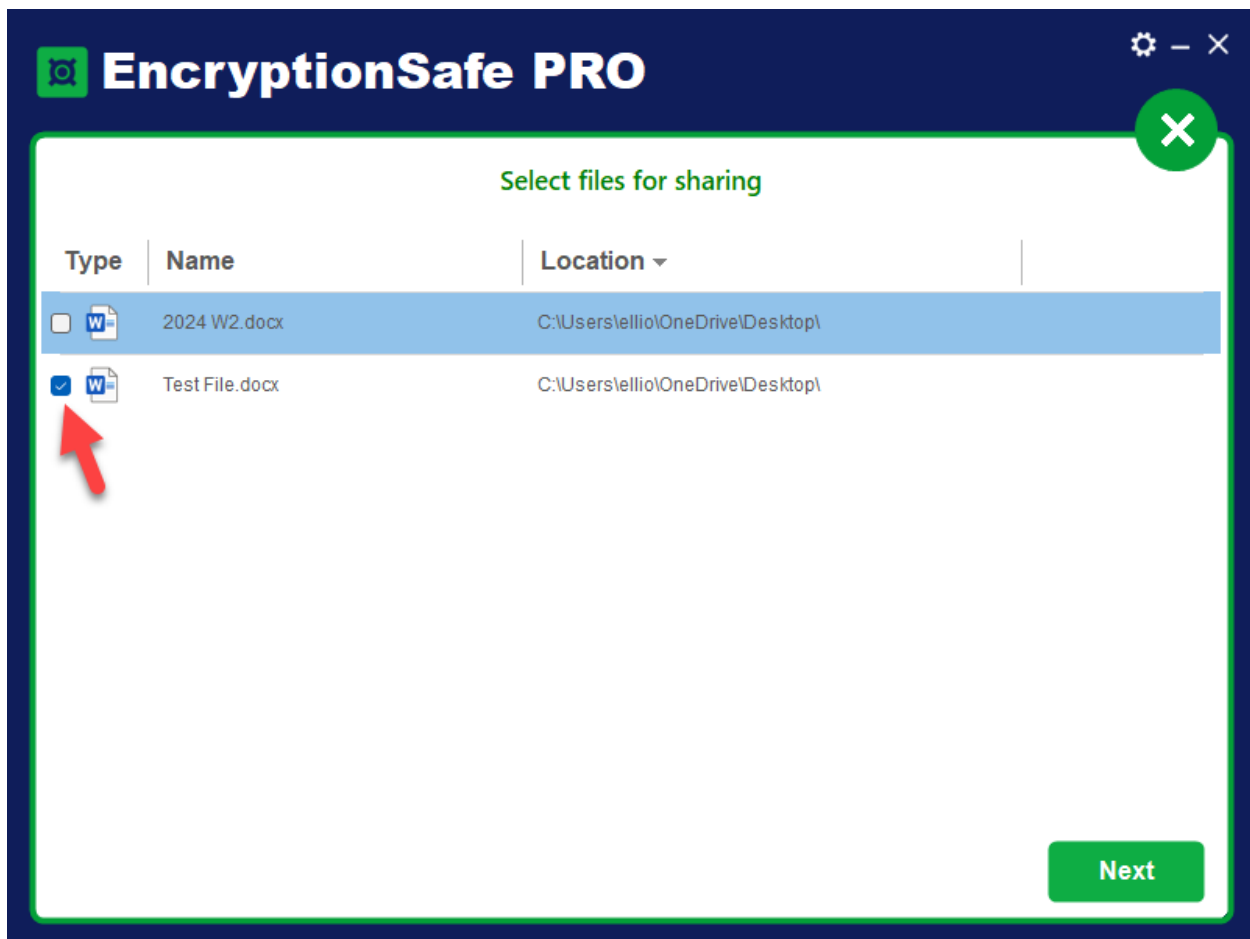 EncryptionSafe PRO
Select files for sharing
Type Name Location
W 2024 W2.docx C:\Users\ellio\OneDrive\Desktop\
W Test File.docx C:\Users\ellio\OneDrive\Desktop\
Next